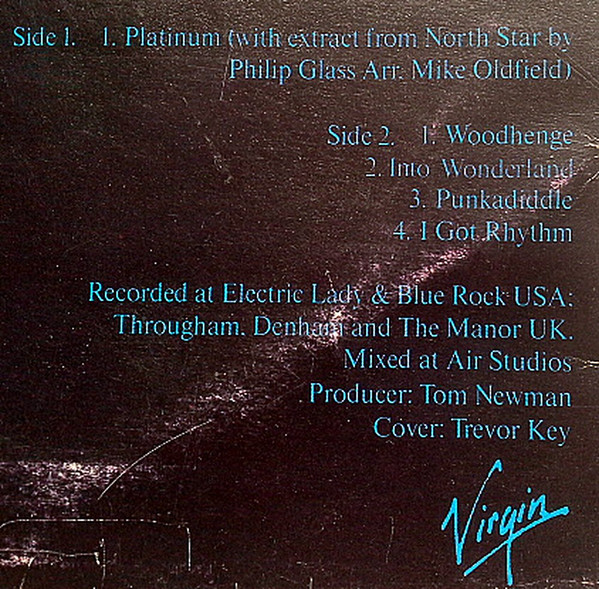 Side 1. 1. Platinum (with extract from North Star by
Philip Glass Arr: Mike Oldfield)
Side 2. 1. Woodhenge
2. Into Wonderland
3. Punkadiddle
4. I Got Rhythm
Recorded at Electric Lady & Blue Rock USA:
Througham. Denham and The Manor UK.
Mixed at Air Studios
Producer: Tom Newman
Cover: Trevor Key
Virgin